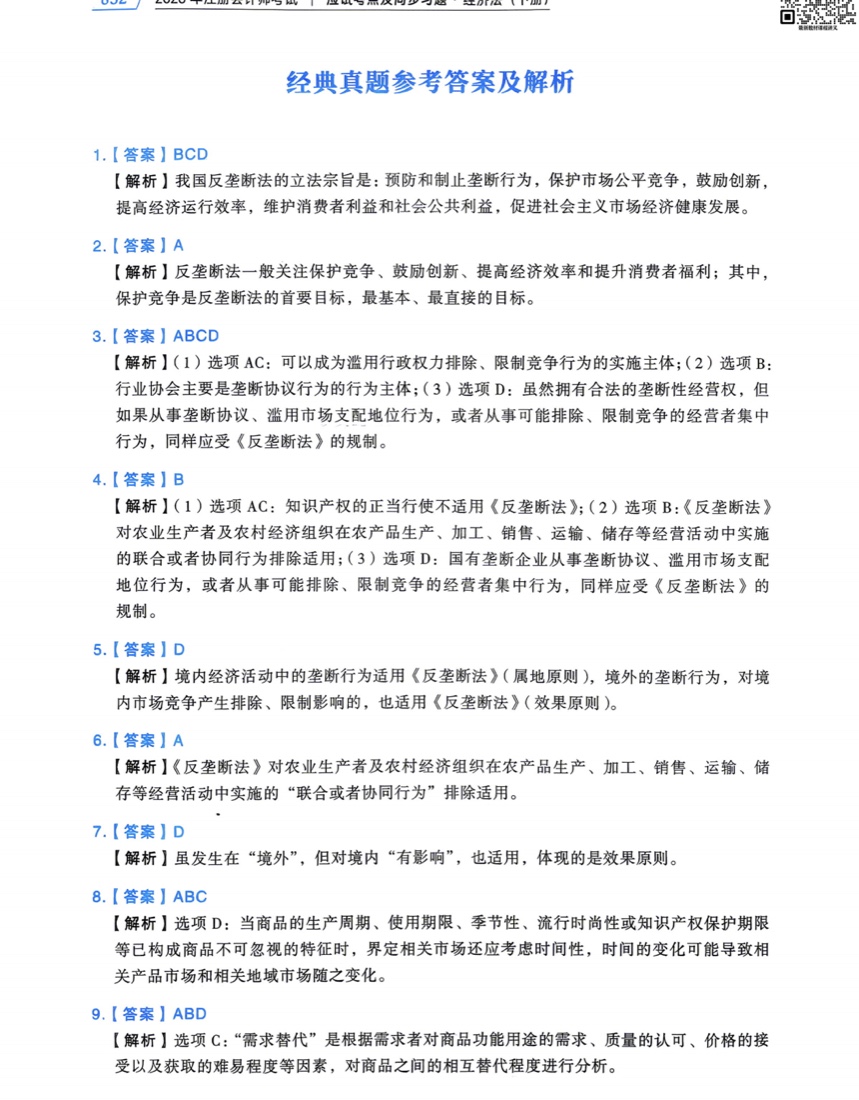 经典真题参考答案及解析
1.【答案】BCD
【解析】我国反垄断法的立法宗旨是：预防和制止垄断行为，保护市场公平竞争，鼓励创新，
提高经济运行效率，维护消费者利益和社会公共利益，促进社会主义市场经济健康发展。
2.【答案】A
【解析】反垄断法一般关注保护竞争、鼓励创新、提高经济效率和提升消费者福利；其中，
保护竞争是反垄断法的首要目标，最基本、最直接的目标。
3.【答案】ABCD
【解析】（1）选项 AC：可以成为滥用行政权力排除、限制竞争行为的实施主体；（2）选项 B：
行业协会主要是垄断协议行为的行为主体；（3）选项 D：虽然拥有合法的垄断性经营权，但
如果从事垄断协议、滥用市场支配地位行为，或者从事可能排除、限制竞争的经营者集中
行为，同样应受《反垄断法》的规制。
4.【答案】B
【解析】（1）选项 AC：知识产权的正当行使不适用《反垄断法》；（2）选项 B：《反垄断法》
对农业生产者及农村经济组织在农产品生产、加工、销售、运输、储存等经营活动中实施
的联合或者协同行为排除适用；（3）选项 D：国有垄断企业从事垄断协议、滥用市场支配
地位行为，或者从事可能排除、限制竞争的经营者集中行为，同样应受《反垄断法》的
规制。
5.【答案】D
【解析】境内经济活动中的垄断行为适用《反垄断法》（属地原则），境外的垄断行为，对境
内市场竞争产生排除、限制影响的，也适用《反垄断法》（效果原则）。
6.【答案】A
【解析】《反垄断法》对农业生产者及农村经济组织在农产品生产、加工、销售、运输、储
存等经营活动中实施的“联合或者协同行为”排除适用。
7.【答案】D
【解析】虽发生在“境外”，但对境内“有影响”，也适用，体现的是效果原则。
8.【答案】ABC
【解析】选项 D：当商品的生产周期、使用期限、季节性、流行时尚性或知识产权保护期限
等已构成商品不可忽视的特征时，界定相关市场还应考虑时间性，时间的变化可能导致相
关产品市场和相关地域市场随之变化。
9.【答案】ABD
【解析】选项 C：“需求替代”是根据需求者对商品功能用途的需求、质量的认可、价格的接
受以及获取的难易程度等因素，对商品之间的相互替代程度进行分析。